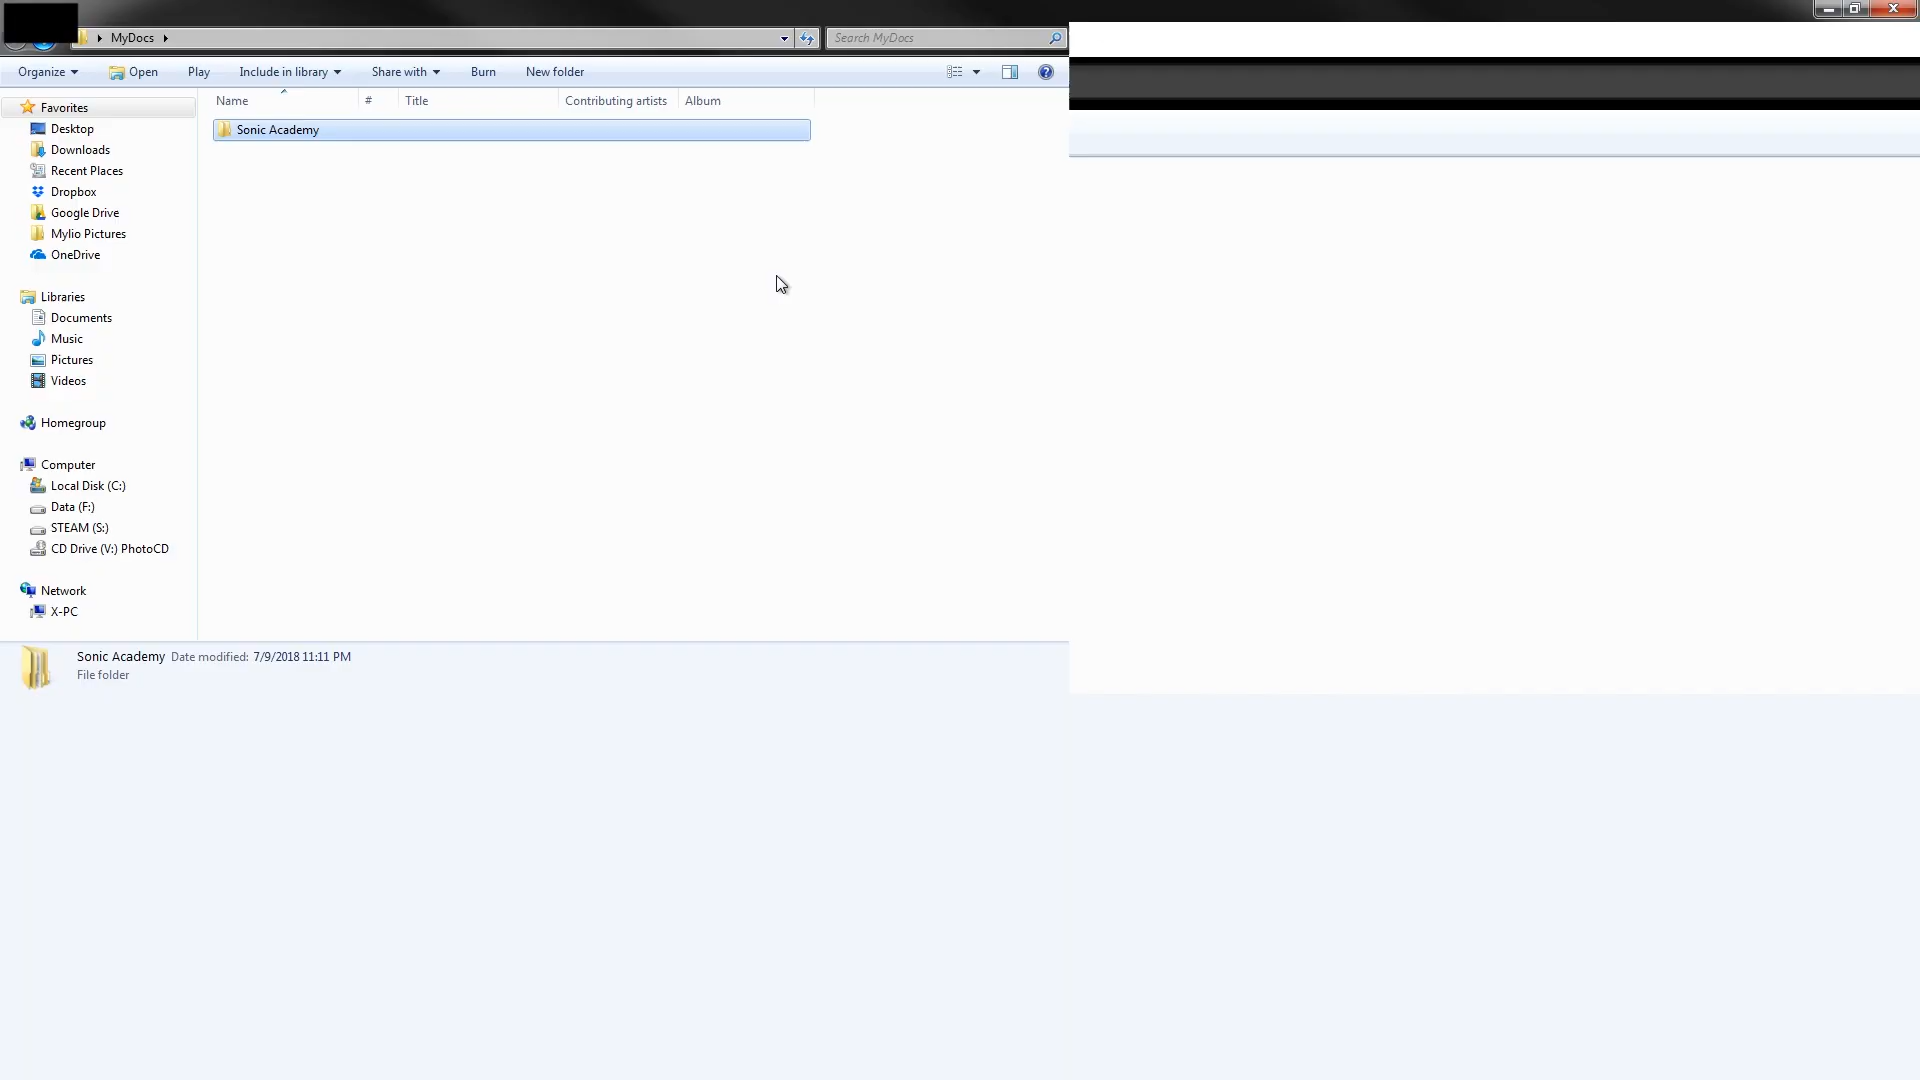 MyDocs
Search MyDocs
Organize Open Play Include in library Share with Burn New folder
Name # Title Contributing artists Album
Sonic Academy
Favorites
Desktop
Downloads
Recent Places
Dropbox
Google Drive
Mylio Pictures
OneDrive
Libraries
Documents
Music
Pictures
Videos
Homegroup
Computer
Local Disk (C:)
Data (F:)
STEAM (S:)
CD Drive (V:) PhotoCD
Network
X-PC
Sonic Academy Date modified: 7/9/2018 11:11 PM
File folder